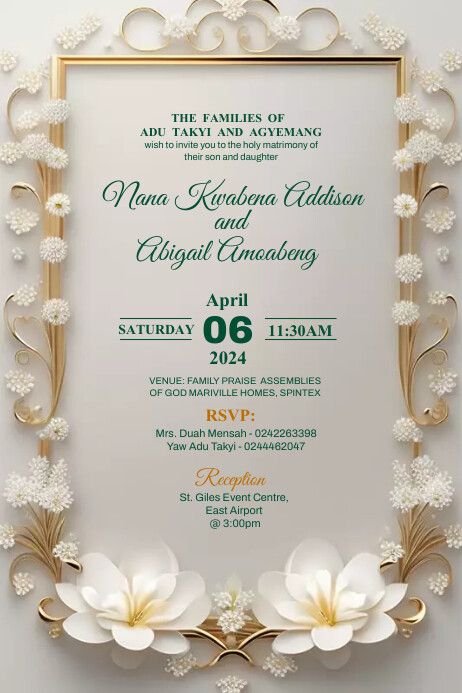 THE FAMILIES OF
ADU TAKYI AND AGYEMANG
wish to invite you to the holy matrimony of
their son and daughter
Nana Kwabena Addison
and
Abigail Amoabeng
April
SATURDAY 06 11:30AM
2024
VENUE: FAMILY PRAISE ASSEMBLIES
OF GOD MARIVILLE HOMES, SPINTEX
RSVP:
Mrs. Duah Mensah - 0242263398
Yaw Adu Takyi - 0244462047
Reception
St. Giles Event Centre,
East Airport
@ 3:00pm